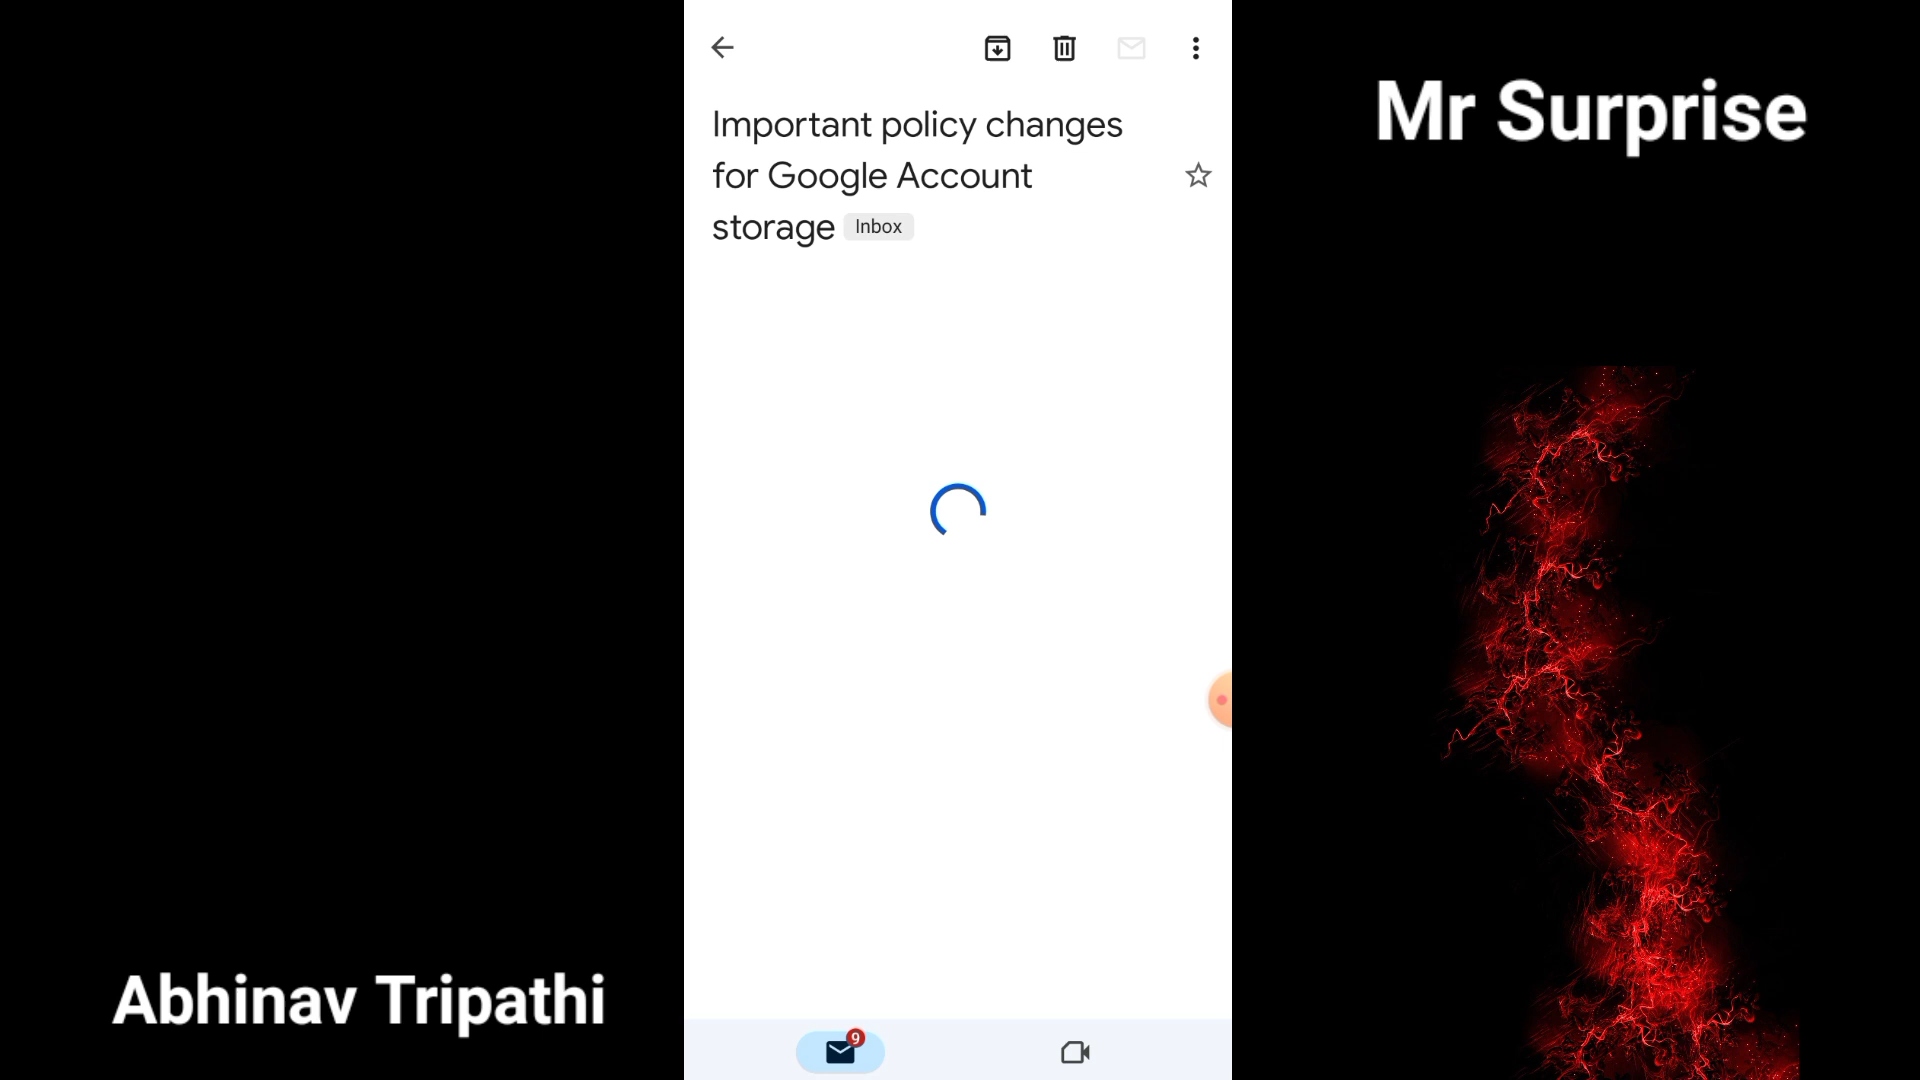 Important policy changes
for Google Account
storage Inbox
9
Mr Surprise
Abhinav Tripathi